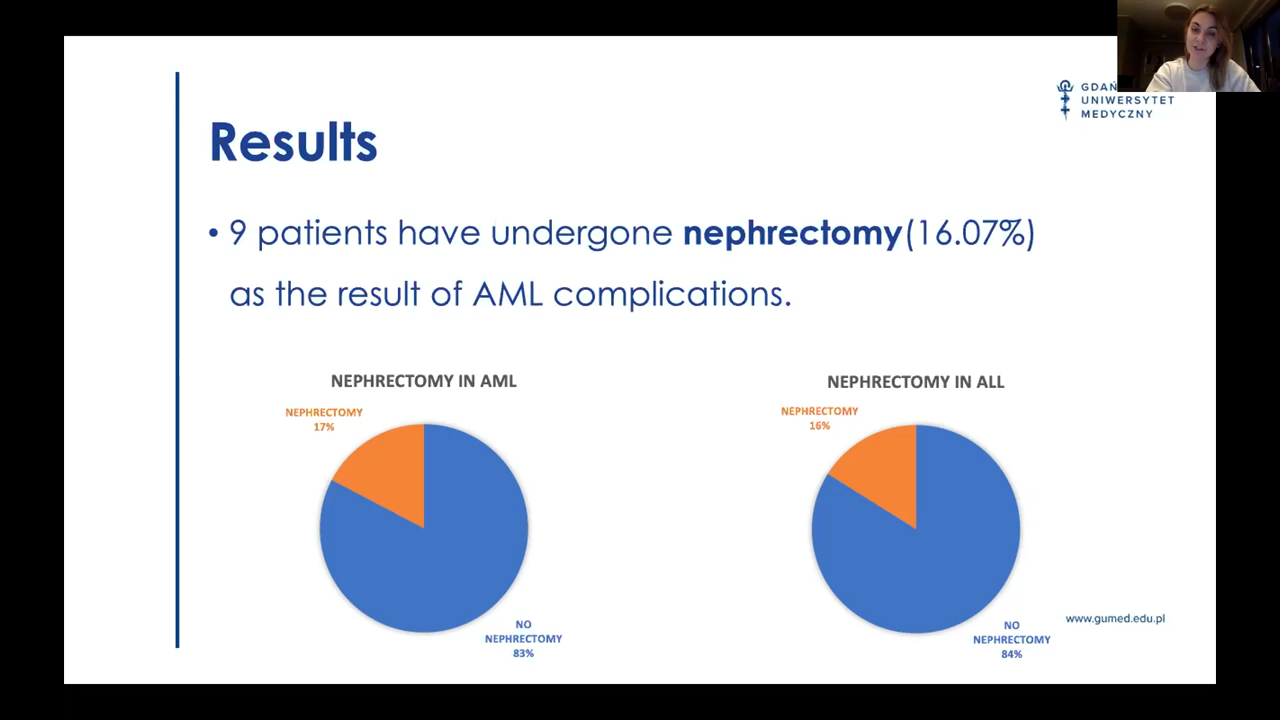 GDAŃ
UNIWERSYTET
MEDYCZNY
Results
• 9 patients have undergone nephrectomy(16.07%)
as the result of AML complications.
NEPHRECTOMY IN AML
NEPHRECTOMY
17%
NO
NEPHRECTOMY
83%
NEPHRECTOMY IN ALL
NEPHRECTOMY
16%
NO
NEPHRECTOMY
84%
www.gumed.edu.pl